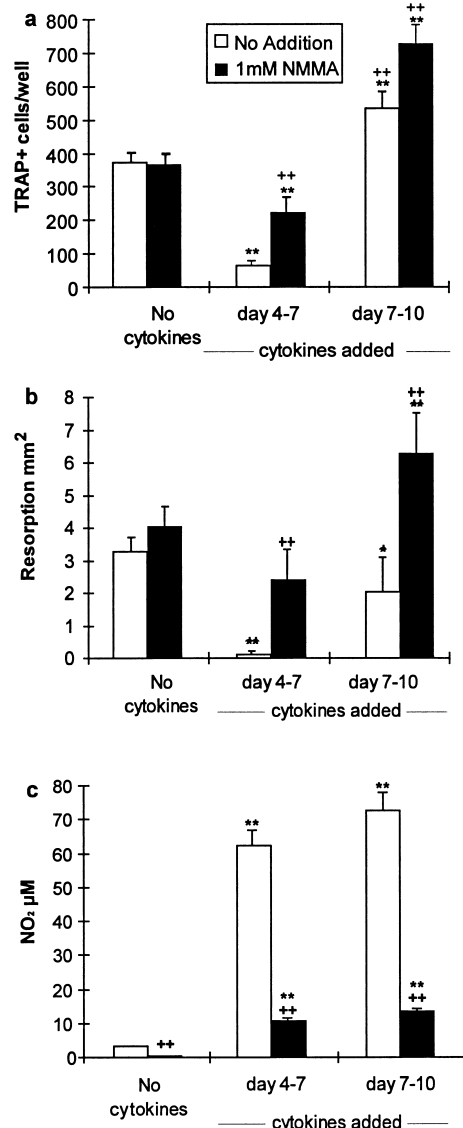 a
800
700
600
500
400
300
200
100
0
TRAP+ cells/well
No Addition
1mM NMMA
**
++
**
++
**
++
**
No cytokines
day 4-7
day 7-10
cytokines added
b
8
7
6
5
4
3
2
1
0
Resorption mm²
**
++
*
++
**
No cytokines
day 4-7
day 7-10
cytokines added
c
80
70
60
50
40
30
20
10
0
NO₂ µM
++
**
**
++
**
**
++
No cytokines
day 4-7
day 7-10
cytokines added